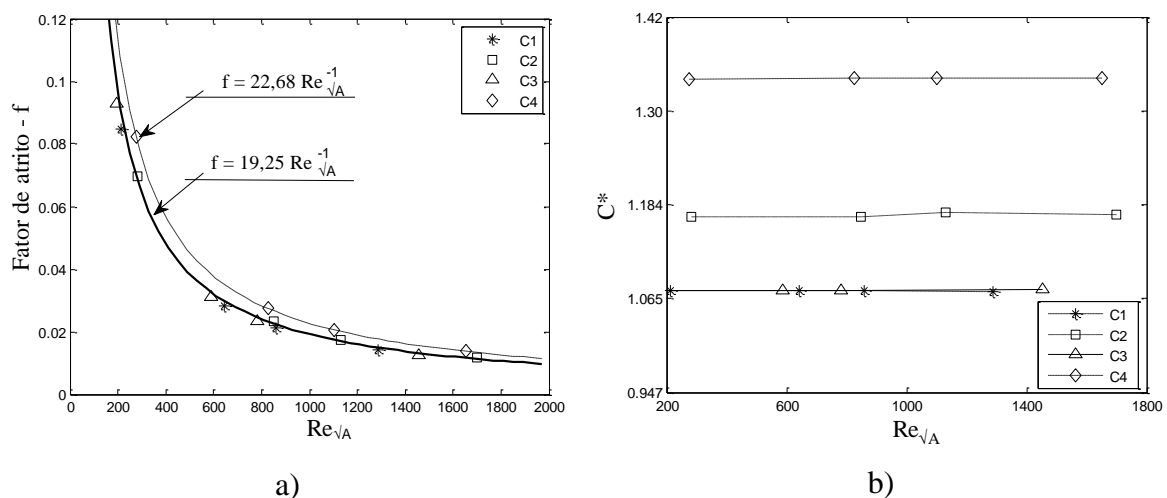 0.12
0.1
0.08
0.06
0.04
0.02
0
Fator de atrito - f
C1
C2
C3
C4
f = 22,68 Re√A^-1
f = 19,25 Re√A^-1
0 200 400 600 800 1000 1200 1400 1600 1800 2000
Re√A
a)
1.42
1.30
1.184
1.065
0.947
C*
C1
C2
C3
C4
200 600 1000 1400 1800
Re√A
b)